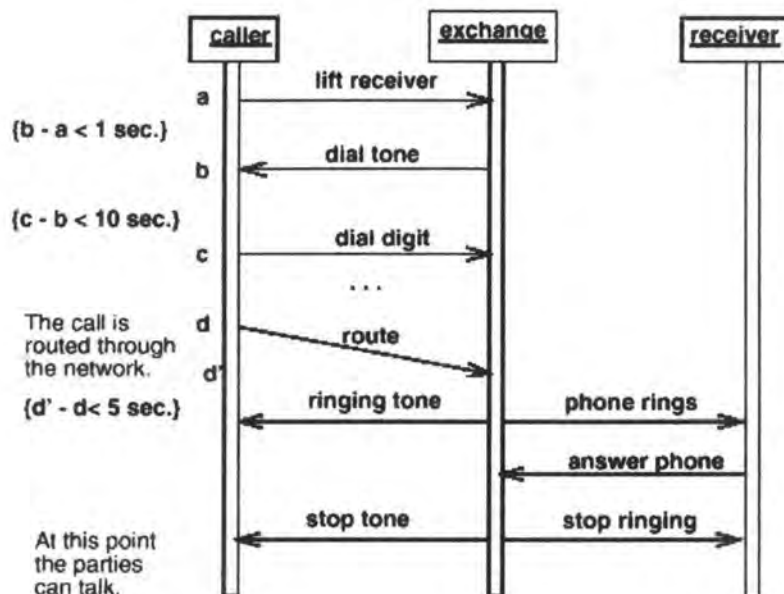 caller
exchange
receiver
a
lift receiver
{b - a < 1 sec.}
b
dial tone
{c - b < 10 sec.}
c
dial digit
. . .
The call is
routed through
the network.
d
route
d'
{d' - d< 5 sec.}
ringing tone
phone rings
answer phone
stop tone
stop ringing
At this point
the parties
can talk.